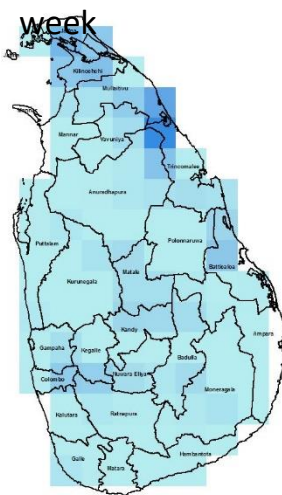 week
Kilinochchi
Mullaitivu
Mannar
Vavuniya
Trincomalee
Anuradhapura
Puttalam
Polonnaruwa
Batticaloa
Kurunegala
Matale
Ampara
Kandy
Gampaha
Kegalle
Badulla
Nuwara Eliya
Colombo
Moneragala
Kalutara
Ratnapura
Hambantota
Galle
Matara